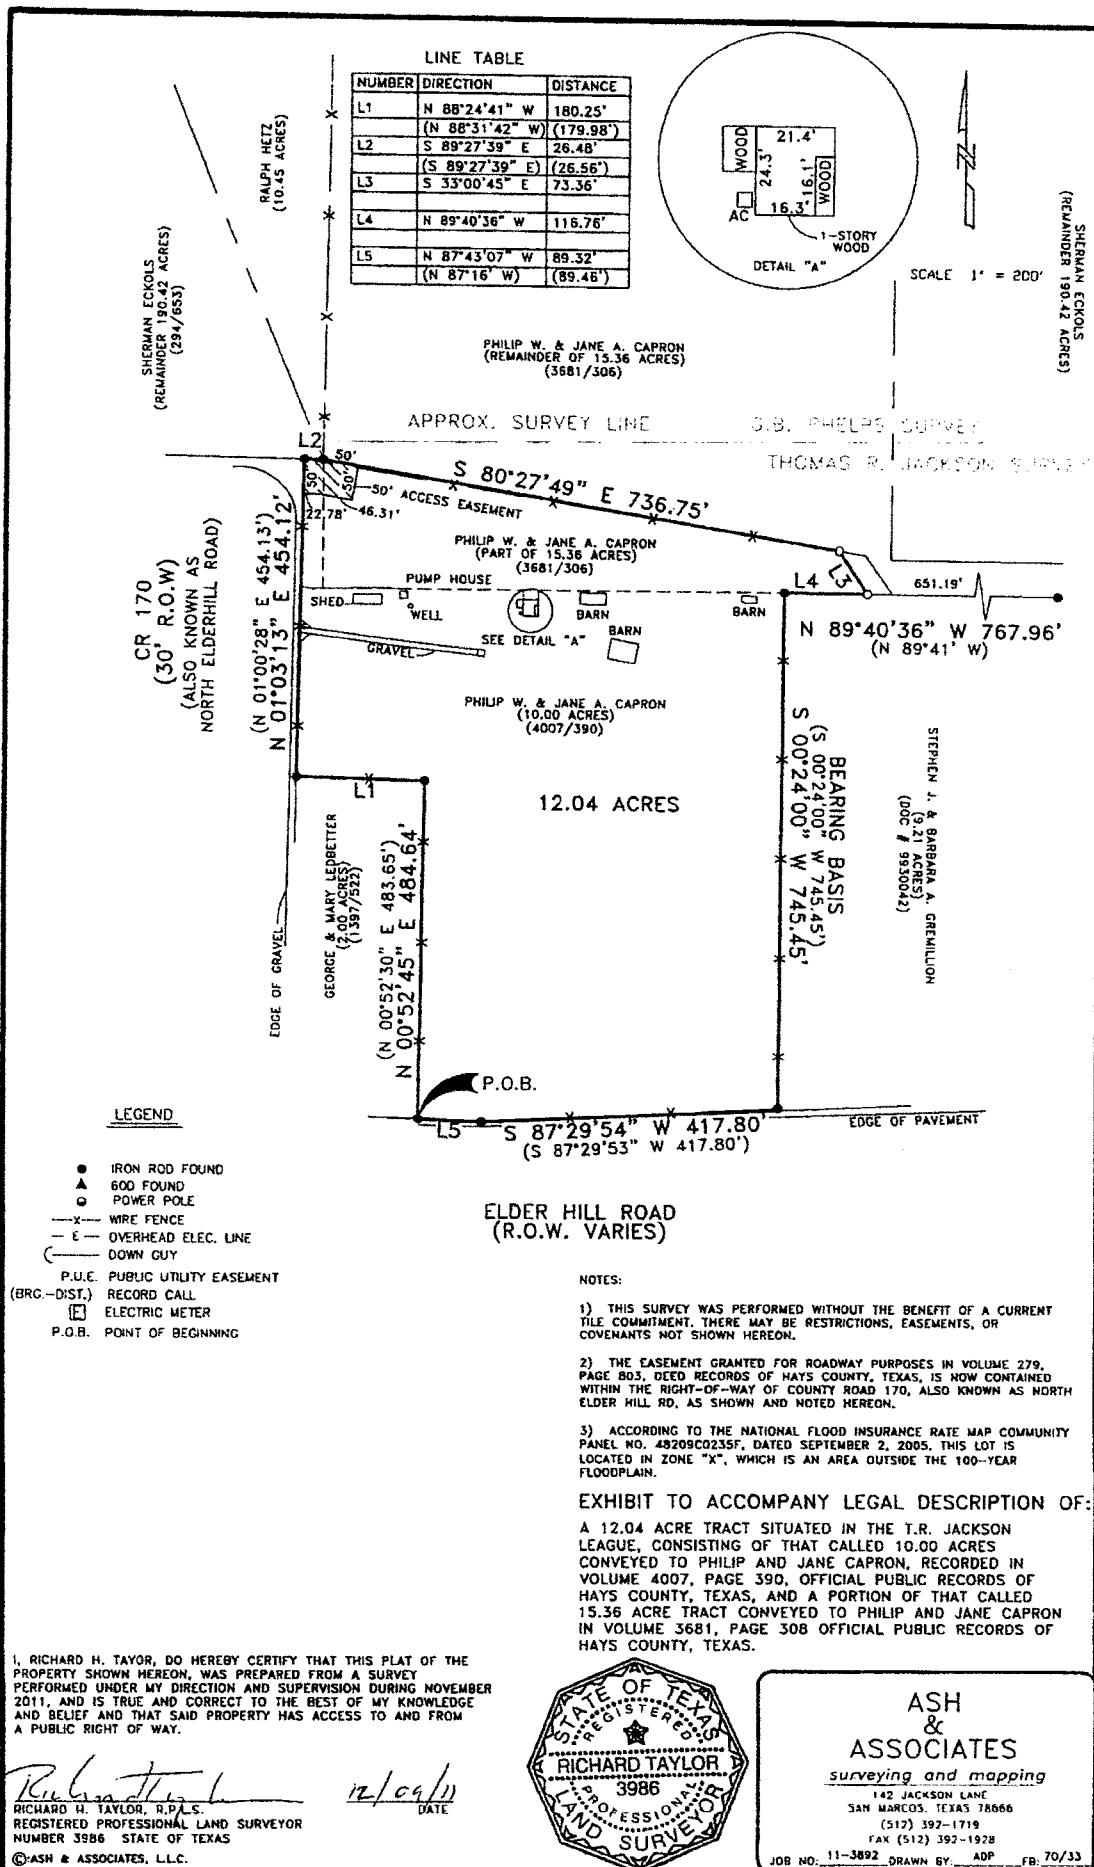 LINE TABLE
NUMBER DIRECTION DISTANCE
L1 N 88°24'41" W 180.25'
(N 88°31'42" W) (179.98')
L2 S 89°27'39" E 26.48'
(S 89°27'39" E) (26.56')
L3 S 33°00'45" E 73.36'
L4 N 89°40'36" W 116.76'
L5 N 87°43'07" W 89.32'
(N 87°16' W) (89.46')
WOOD
21.4'
24.3'
16.1'
WOOD
16.3'
AC
1-STORY
WOOD
DETAIL "A"
N
SCALE 1" = 200'
RALPH HETZ
(10.45 ACRES)
SHERMAN ECKOLS
(REMAINDER 190.42 ACRES)
(294/653)
SHERMAN ECKOLS
(REMAINDER 190.42 ACRES)
PHILIP W. & JANE A. CAPRON
(REMAINDER OF 15.36 ACRES)
(3681/306)
APPROX. SURVEY LINE
G.B. PHELPS SURVEY
THOMAS R. JACKSON SURVEY
L2
50'
50'
50'
50' ACCESS EASEMENT
22.78'
46.31'
S 80°27'49" E 736.75'
PHILIP W. & JANE A. CAPRON
(PART OF 15.36 ACRES)
(3681/306)
L3
L4
651.19'
N 89°40'36" W 767.96'
(N 89°41' W)
PUMP HOUSE
SHED
WELL
SEE DETAIL "A"
BARN
BARN
BARN
GRAVEL
CR 170
(30' R.O.W)
(ALSO KNOWN AS
NORTH ELDERHILL ROAD)
(N 01°00'28" E 454.13')
N 01°03'13" E 454.12'
PHILIP W. & JANE A. CAPRON
(10.00 ACRES)
(4007/390)
12.04 ACRES
L1
GEORGE & MARY LEDBETTER
(2.00 ACRES)
(1397/522)
(N 00°52'30" E 483.65')
N 00°52'45" E 484.64'
EDGE OF GRAVEL
BEARING BASIS
(S 00°24'00" W 745.45')
S 00°24'00" W 745.45'
STEPHEN J. & BARBARA A. GREMILLION
(9.21 ACRES)
(DOC # 9930042)
P.O.B.
L5
S 87°29'54" W 417.80'
(S 87°29'53" W 417.80')
EDGE OF PAVEMENT
ELDER HILL ROAD
(R.O.W. VARIES)
LEGEND
IRON ROD FOUND
60D FOUND
POWER POLE
—x— WIRE FENCE
— E — OVERHEAD ELEC. LINE
DOWN GUY
P.U.E. PUBLIC UTILITY EASEMENT
(BRG.-DIST.) RECORD CALL
E ELECTRIC METER
P.O.B. POINT OF BEGINNING
NOTES:
1) THIS SURVEY WAS PERFORMED WITHOUT THE BENEFIT OF A CURRENT
TILE COMMITMENT. THERE MAY BE RESTRICTIONS, EASEMENTS, OR
COVENANTS NOT SHOWN HEREON.
2) THE EASEMENT GRANTED FOR ROADWAY PURPOSES IN VOLUME 279,
PAGE 803, DEED RECORDS OF HAYS COUNTY, TEXAS, IS NOW CONTAINED
WITHIN THE RIGHT-OF-WAY OF COUNTY ROAD 170, ALSO KNOWN AS NORTH
ELDER HILL RD, AS SHOWN AND NOTED HEREON.
3) ACCORDING TO THE NATIONAL FLOOD INSURANCE RATE MAP COMMUNITY
PANEL NO. 48209C0235F, DATED SEPTEMBER 2, 2005, THIS LOT IS
LOCATED IN ZONE "X", WHICH IS AN AREA OUTSIDE THE 100-YEAR
FLOODPLAIN.
EXHIBIT TO ACCOMPANY LEGAL DESCRIPTION OF:
A 12.04 ACRE TRACT SITUATED IN THE T.R. JACKSON
LEAGUE, CONSISTING OF THAT CALLED 10.00 ACRES
CONVEYED TO PHILIP AND JANE CAPRON, RECORDED IN
VOLUME 4007, PAGE 390, OFFICIAL PUBLIC RECORDS OF
HAYS COUNTY, TEXAS, AND A PORTION OF THAT CALLED
15.36 ACRE TRACT CONVEYED TO PHILIP AND JANE CAPRON
IN VOLUME 3681, PAGE 308 OFFICIAL PUBLIC RECORDS OF
HAYS COUNTY, TEXAS.
I, RICHARD H. TAYOR, DO HEREBY CERTIFY THAT THIS PLAT OF THE
PROPERTY SHOWN HEREON, WAS PREPARED FROM A SURVEY
PERFORMED UNDER MY DIRECTION AND SUPERVISION DURING NOVEMBER
2011, AND IS TRUE AND CORRECT TO THE BEST OF MY KNOWLEDGE
AND BELIEF AND THAT SAID PROPERTY HAS ACCESS TO AND FROM
A PUBLIC RIGHT OF WAY.
12/09/11
RICHARD H. TAYLOR, R.P.L.S. DATE
REGISTERED PROFESSIONAL LAND SURVEYOR
NUMBER 3986 STATE OF TEXAS
©ASH & ASSOCIATES, L.L.C.
STATE OF TEXAS
REGISTERED
RICHARD TAYLOR
3986
PROFESSIONAL
LAND SURVEYOR
ASH
&
ASSOCIATES
surveying and mapping
142 JACKSON LANE
SAN MARCOS, TEXAS 78666
(512) 392-1719
FAX (512) 392-1928
JOB NO: 11-3892 DRAWN BY: ADP FB: 70/33